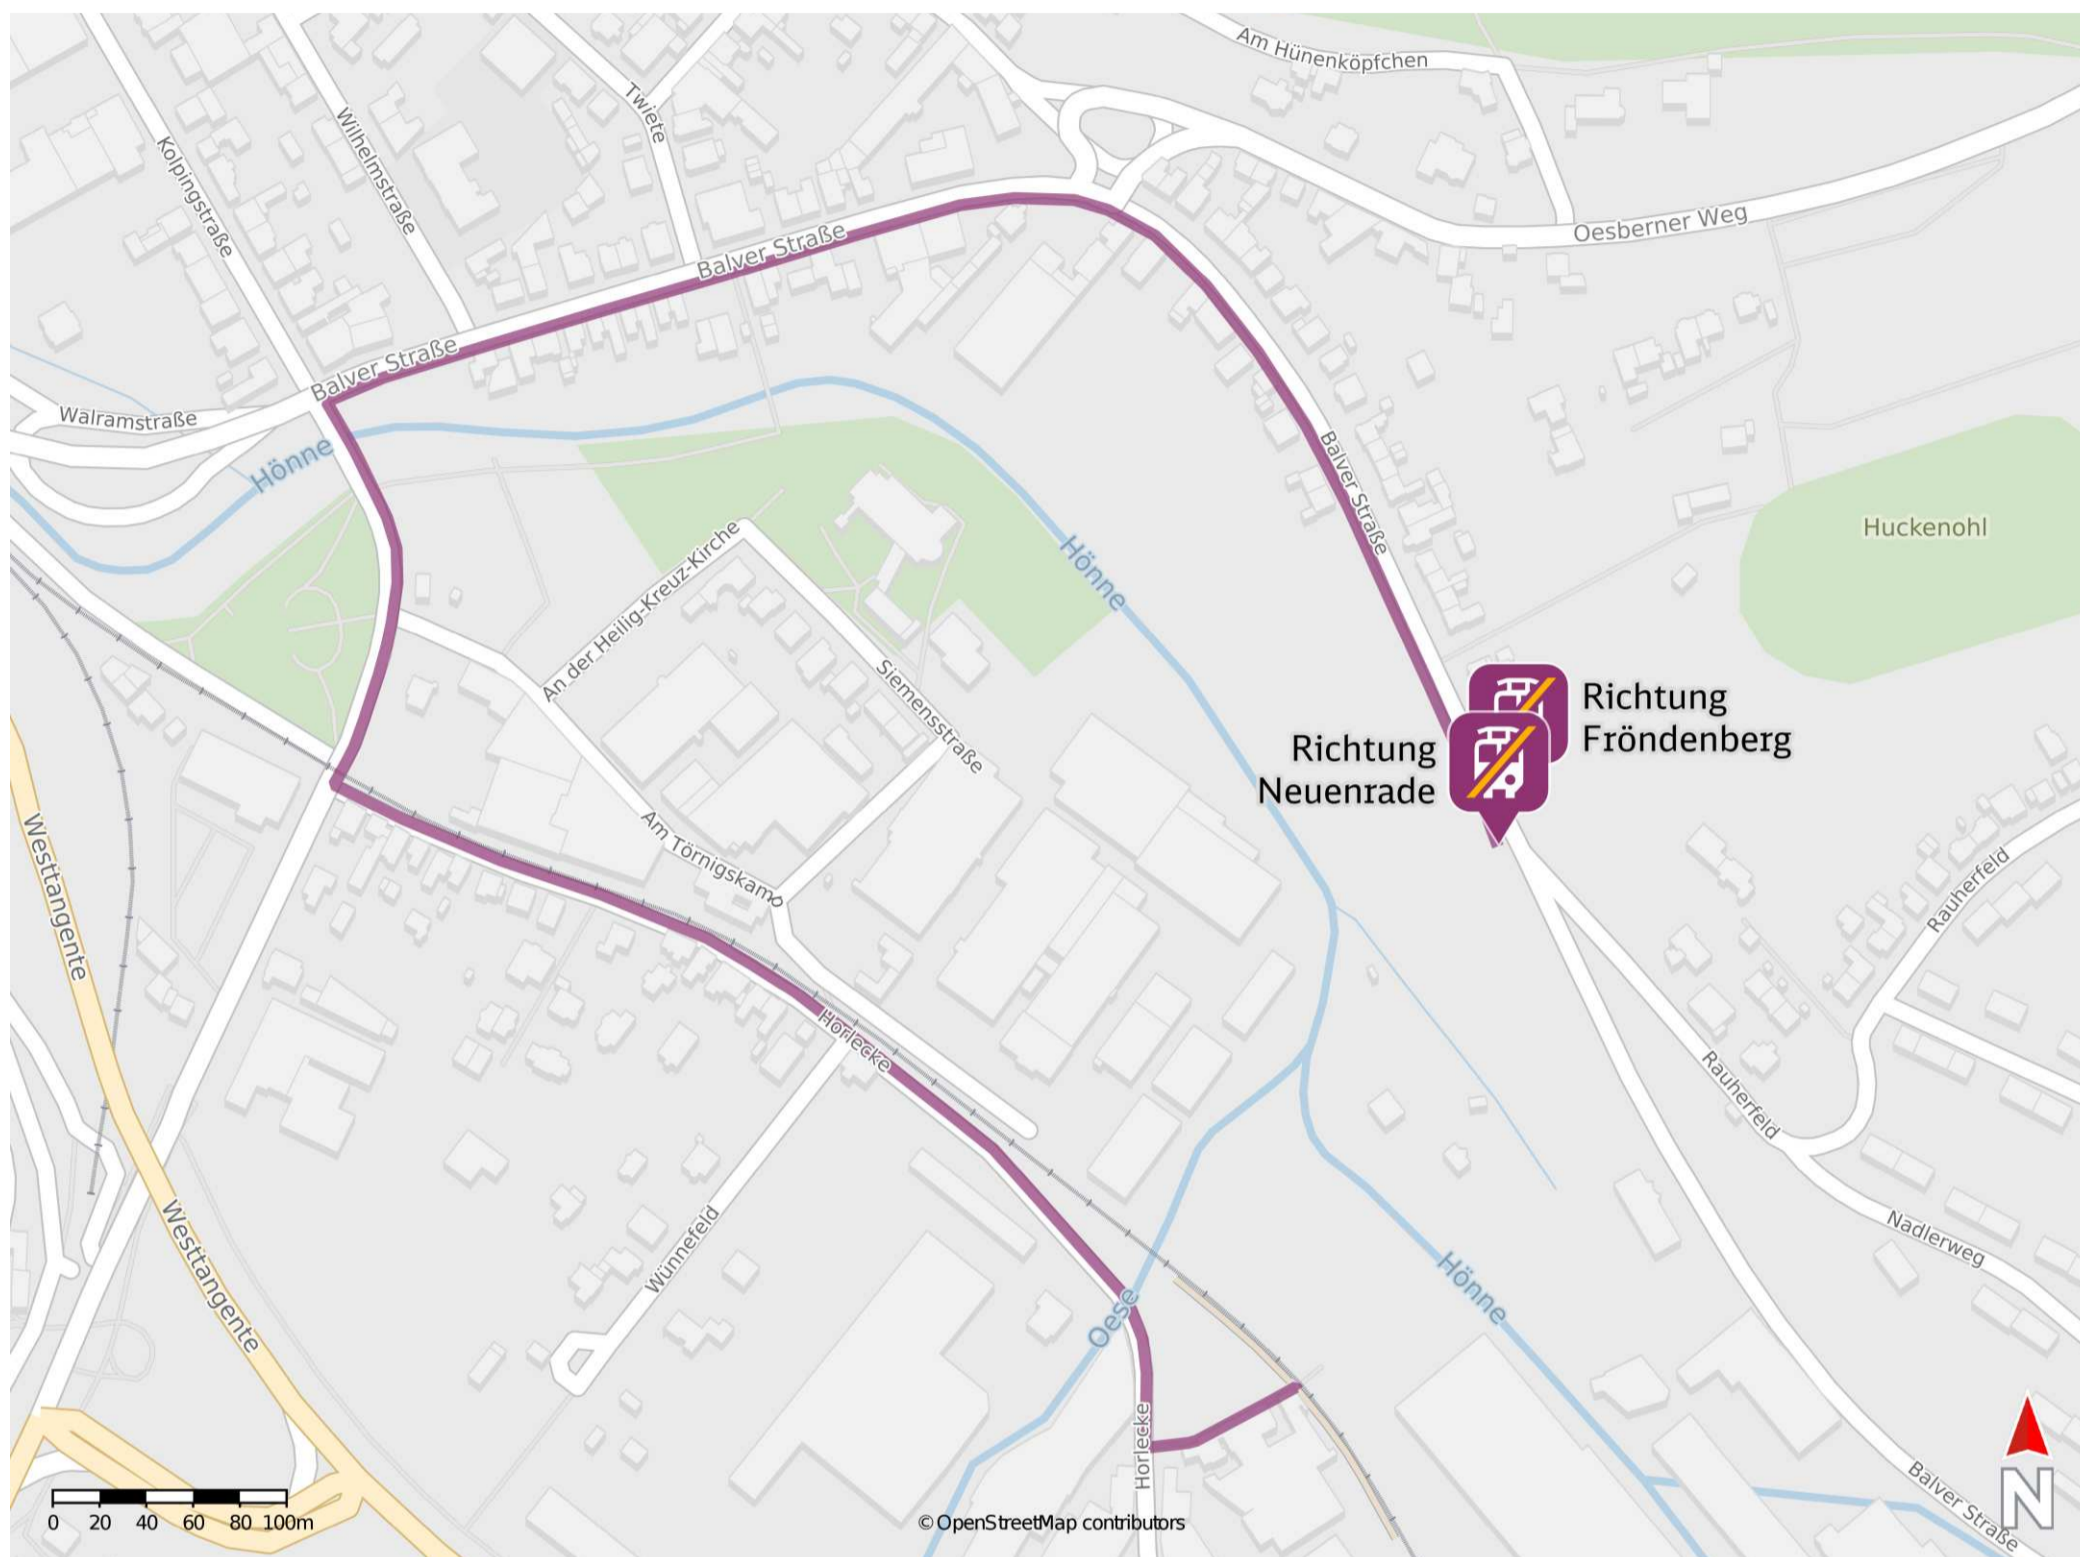 Am Hünenköpfchen
Twiete
Wilhelmstraße
Kolpingstraße
Oesberner Weg
Balver Straße
Balver Straße
Walramstraße
Hönne
Balver Straße
Huckenohl
Hönne
An der Heilig-Kreuz-Kirche
Siemensstraße
Richtung
Fröndenberg
Richtung
Neuenrade
Westtangente
Am Törnigskamp
Rauherfeld
Horlecke
Rauherfeld
Westtangente
Wünnefeld
Nadlerweg
Oese
Hönne
Horlecke
Balver Straße
0 20 40 60 80 100m
© OpenStreetMap contributors
N